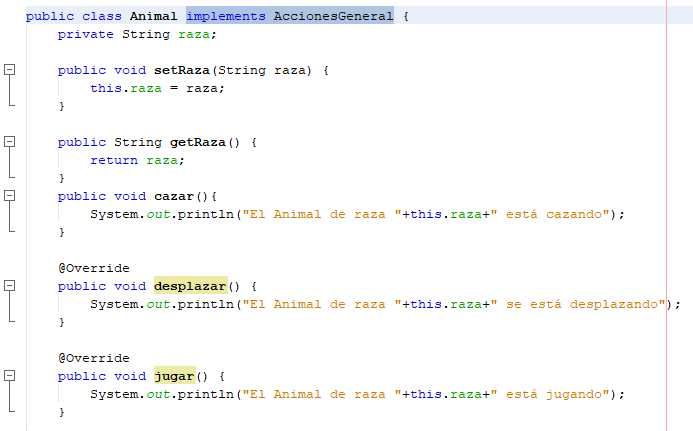 public class Animal implements AccionesGeneral {
private String raza;
public void setRaza(String raza) {
this.raza = raza;
}
public String getRaza() {
return raza;
}
public void cazar(){
System.out.println("El Animal de raza "+this.raza+" está cazando");
}
@Override
public void desplazar() {
System.out.println("El Animal de raza "+this.raza+" se está desplazando");
}
@Override
public void jugar() {
System.out.println("El Animal de raza "+this.raza+" está jugando");
}